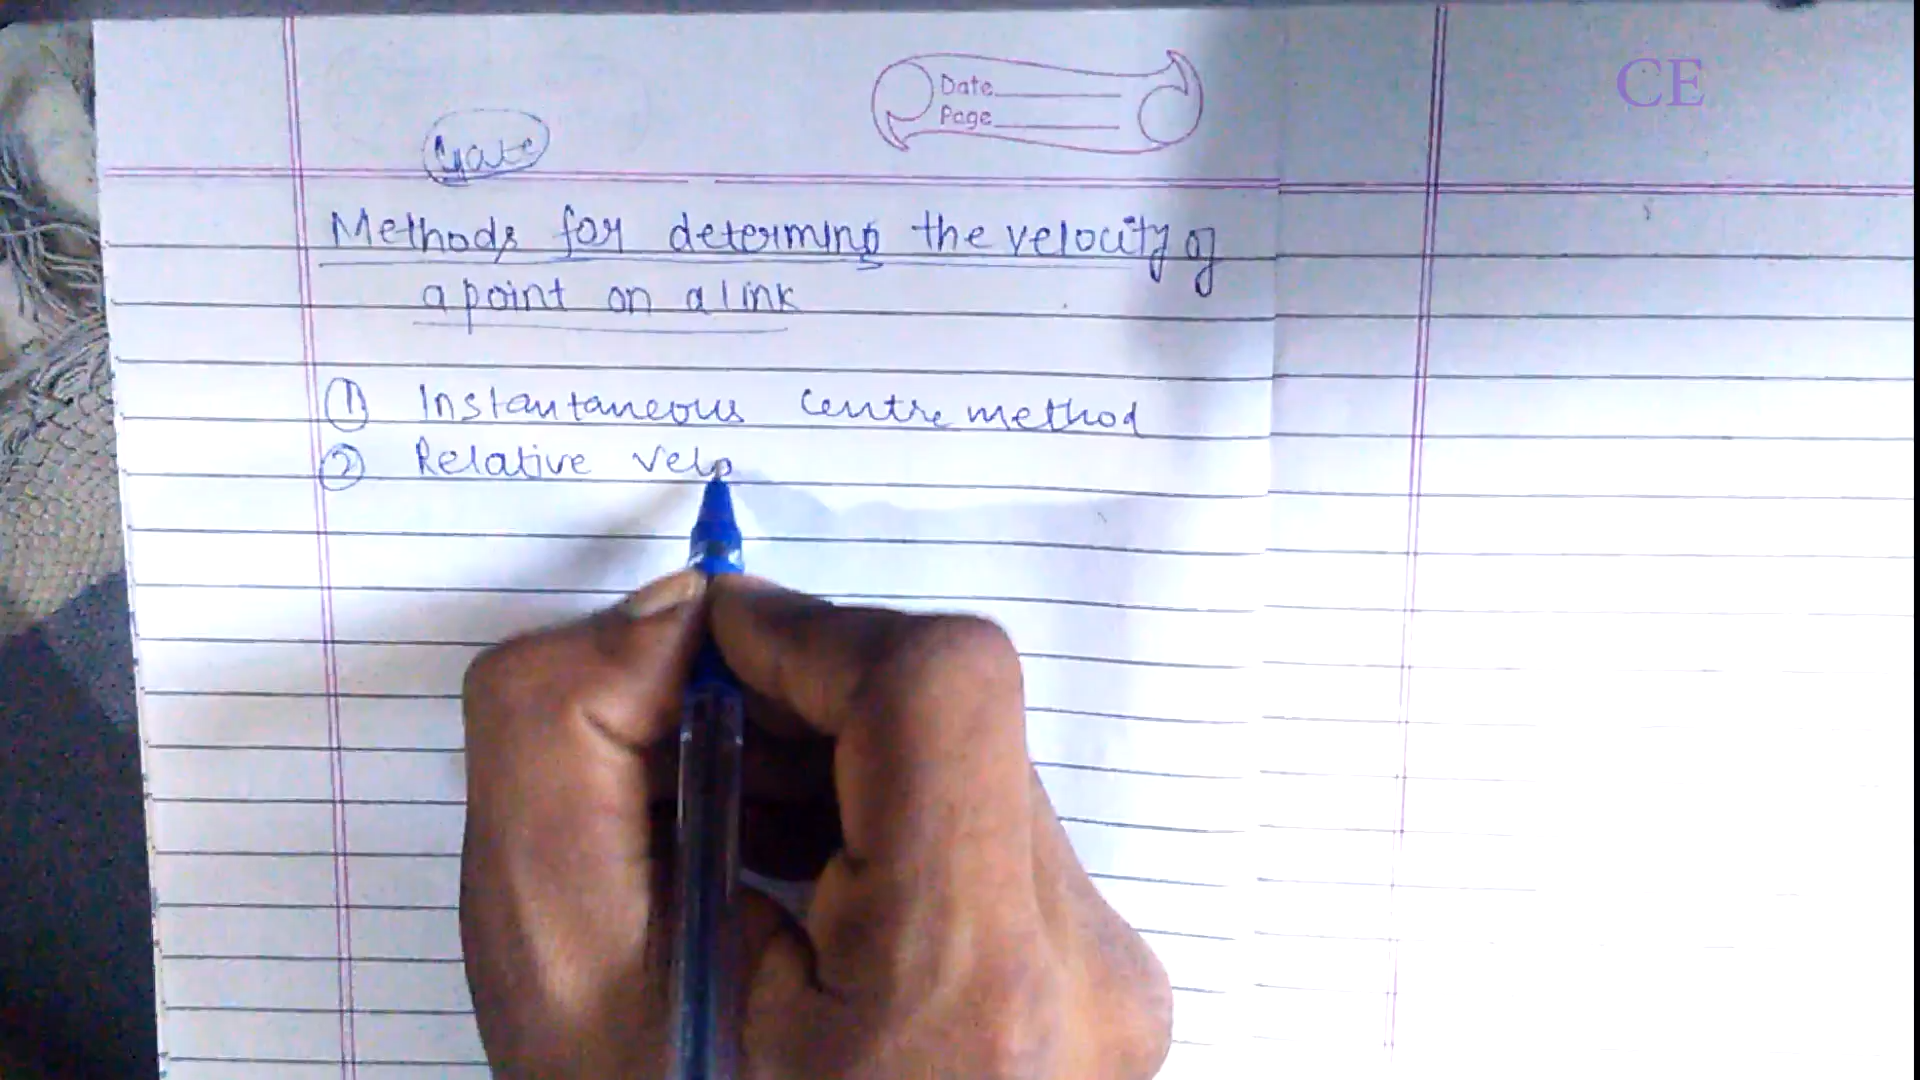 Date
Page
CE
Gate
Methods for determing the velocity of
a point on a link
① Instantaneous Centre method
② Relative Velo